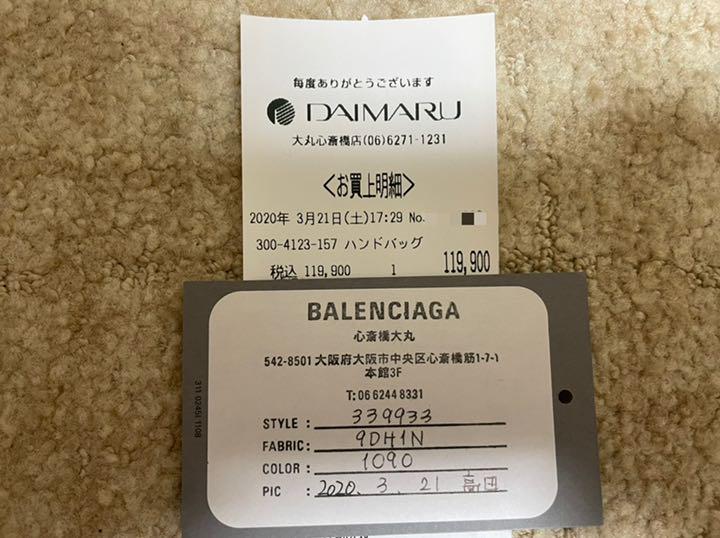 毎度ありがとうございます
DAIMARU
大丸心斎橋店(06)6271-1231
<お買上明細>
2020年 3月21日(土)17:29 No.
300-4123-157 ハンドバッグ
税込 119,900 1 119,900
BALENCIAGA
心斎橋大丸
542-8501 大阪府大阪市中央区心斎橋筋1-7-1
本館3F
T: 06 6244 8331
STYLE : 339933
FABRIC: 9DH1N
COLOR : 1090
PIC : 2020. 3. 21 高田
311 0245I 1108